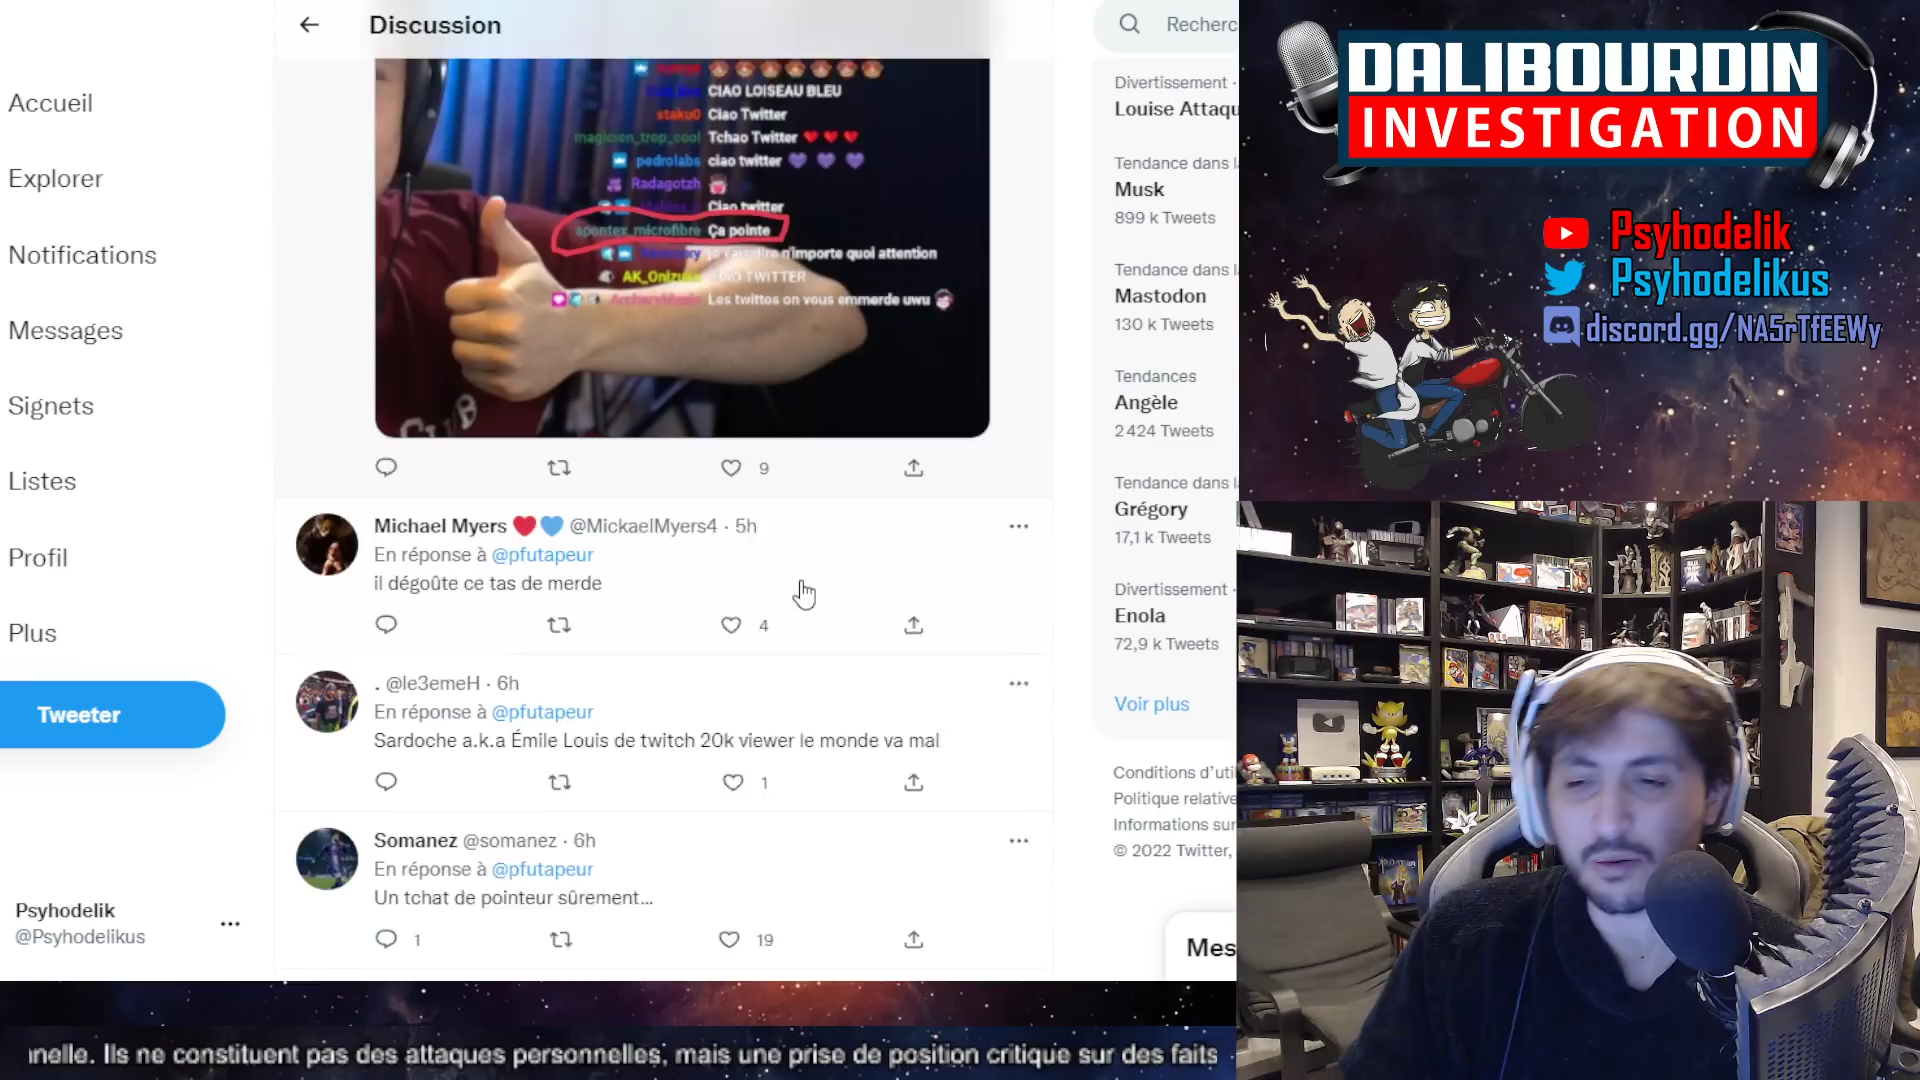 Discussion
Recherc
Accueil
Explorer
Notifications
Messages
Signets
Listes
Profil
Plus
Tweeter
Psyhodelik
@Psyhodelikus
CIAO LOISEAU BLEU
staku0 Ciao Twitter
magicien_trop_cool Tchao Twitter
pedrolabs ciao twitter
Radagotzh
Ciao twitter
spontex_microfibre Ça pointe
n'importe quoi attention
AK_Onizuka TWITTER
Les twittos on vous emmerde uwu
9
Michael Myers @MickaelMyers4 · 5h
En réponse à @pfutapeur
il dégoûte ce tas de merde
4
. @le3emeH · 6h
En réponse à @pfutapeur
Sardoche a.k.a Émile Louis de twitch 20k viewer le monde va mal
1
Somanez @somanez · 6h
En réponse à @pfutapeur
Un tchat de pointeur sûrement...
1 19
Divertissement ·
Louise Attaqu
Tendance dans l
Musk
899 k Tweets
Tendance dans l
Mastodon
130 k Tweets
Tendances
Angèle
2 424 Tweets
Tendance dans l
Grégory
17,1 k Tweets
Divertissement ·
Enola
72,9 k Tweets
Voir plus
Conditions d'uti
Politique relative
Informations sur
© 2022 Twitter,
Mes
DALIBOURDIN
INVESTIGATION
Psyhodelik
Psyhodelikus
discord.gg/NA5rTfEEWy
nelle. Ils ne constituent pas des attaques personnelles, mais une prise de position critique sur des faits